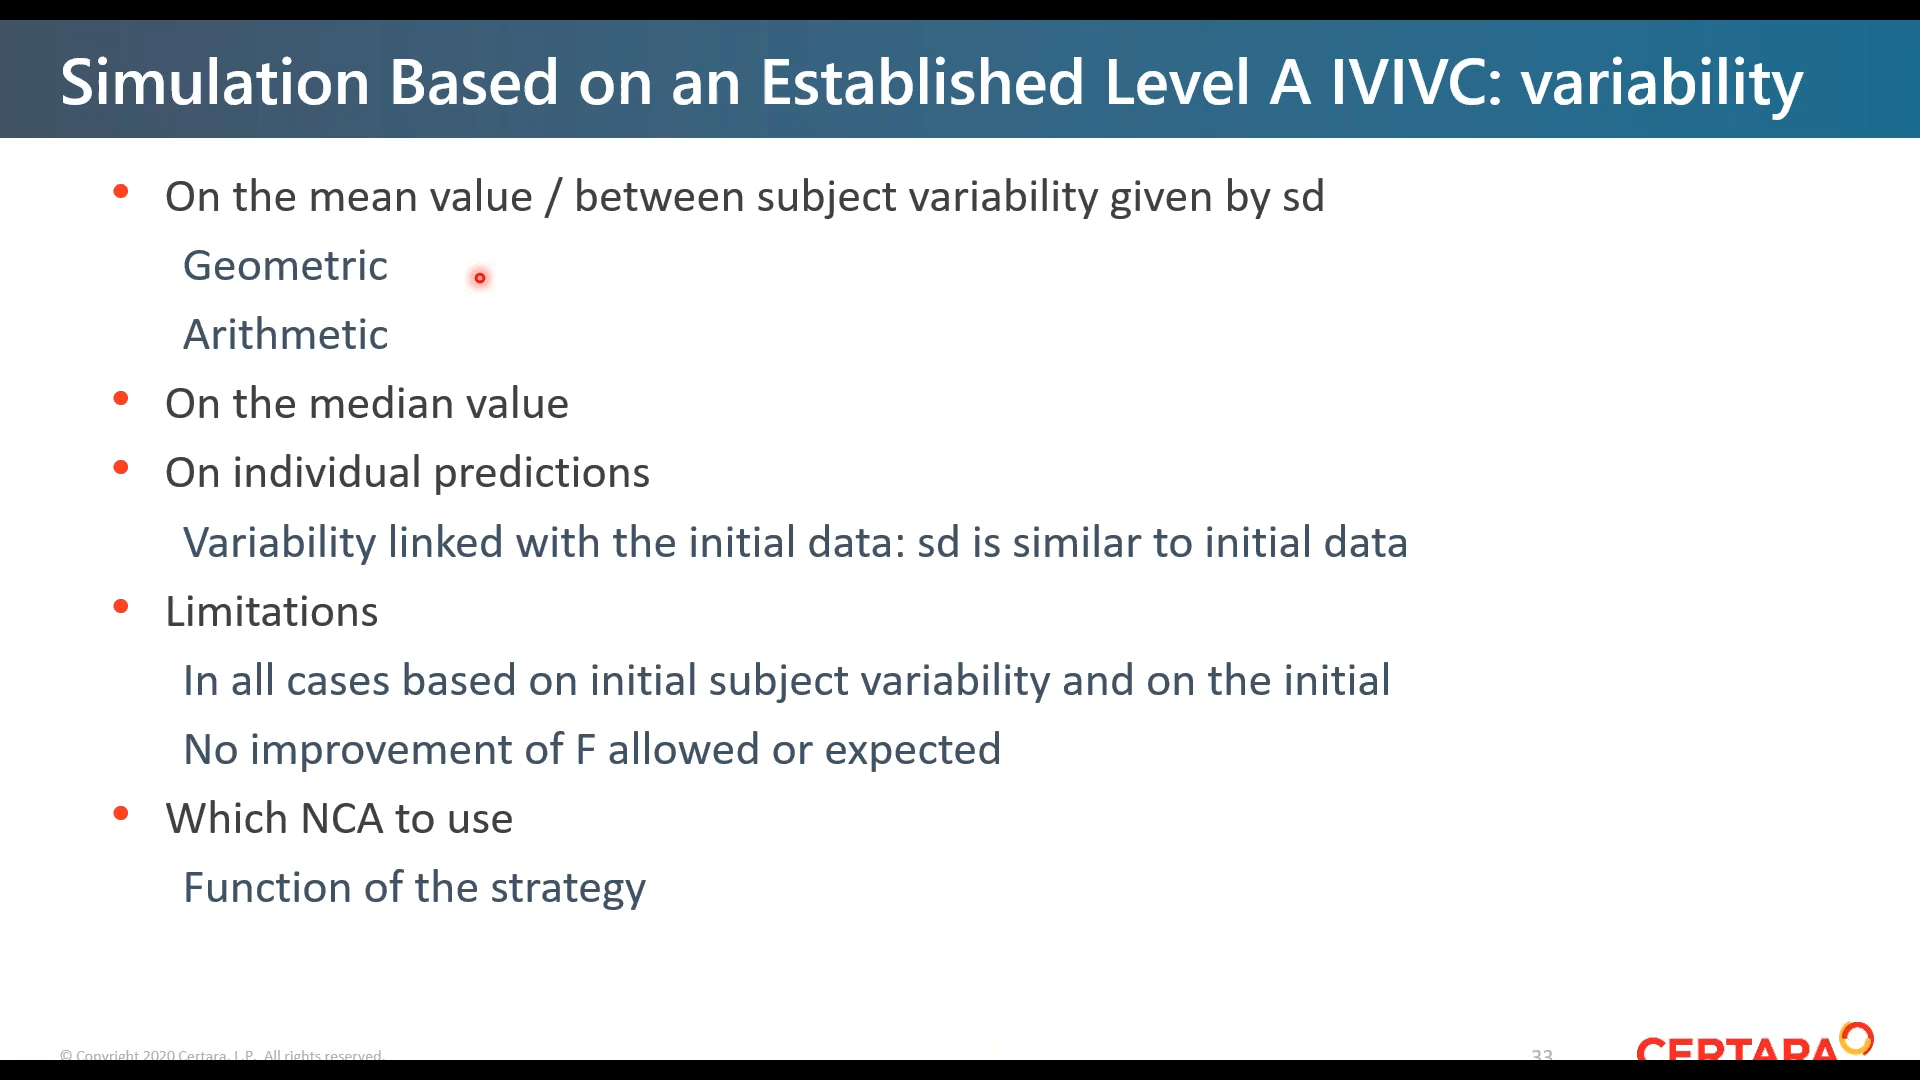 Simulation Based on an Established Level A IVIVC: variability
• On the mean value / between subject variability given by sd
Geometric
Arithmetic
• On the median value
• On individual predictions
Variability linked with the initial data: sd is similar to initial data
• Limitations
In all cases based on initial subject variability and on the initial
No improvement of F allowed or expected
• Which NCA to use
Function of the strategy
© Copyright 2020 Certara, L.P. All rights reserved.
33
CERTARA